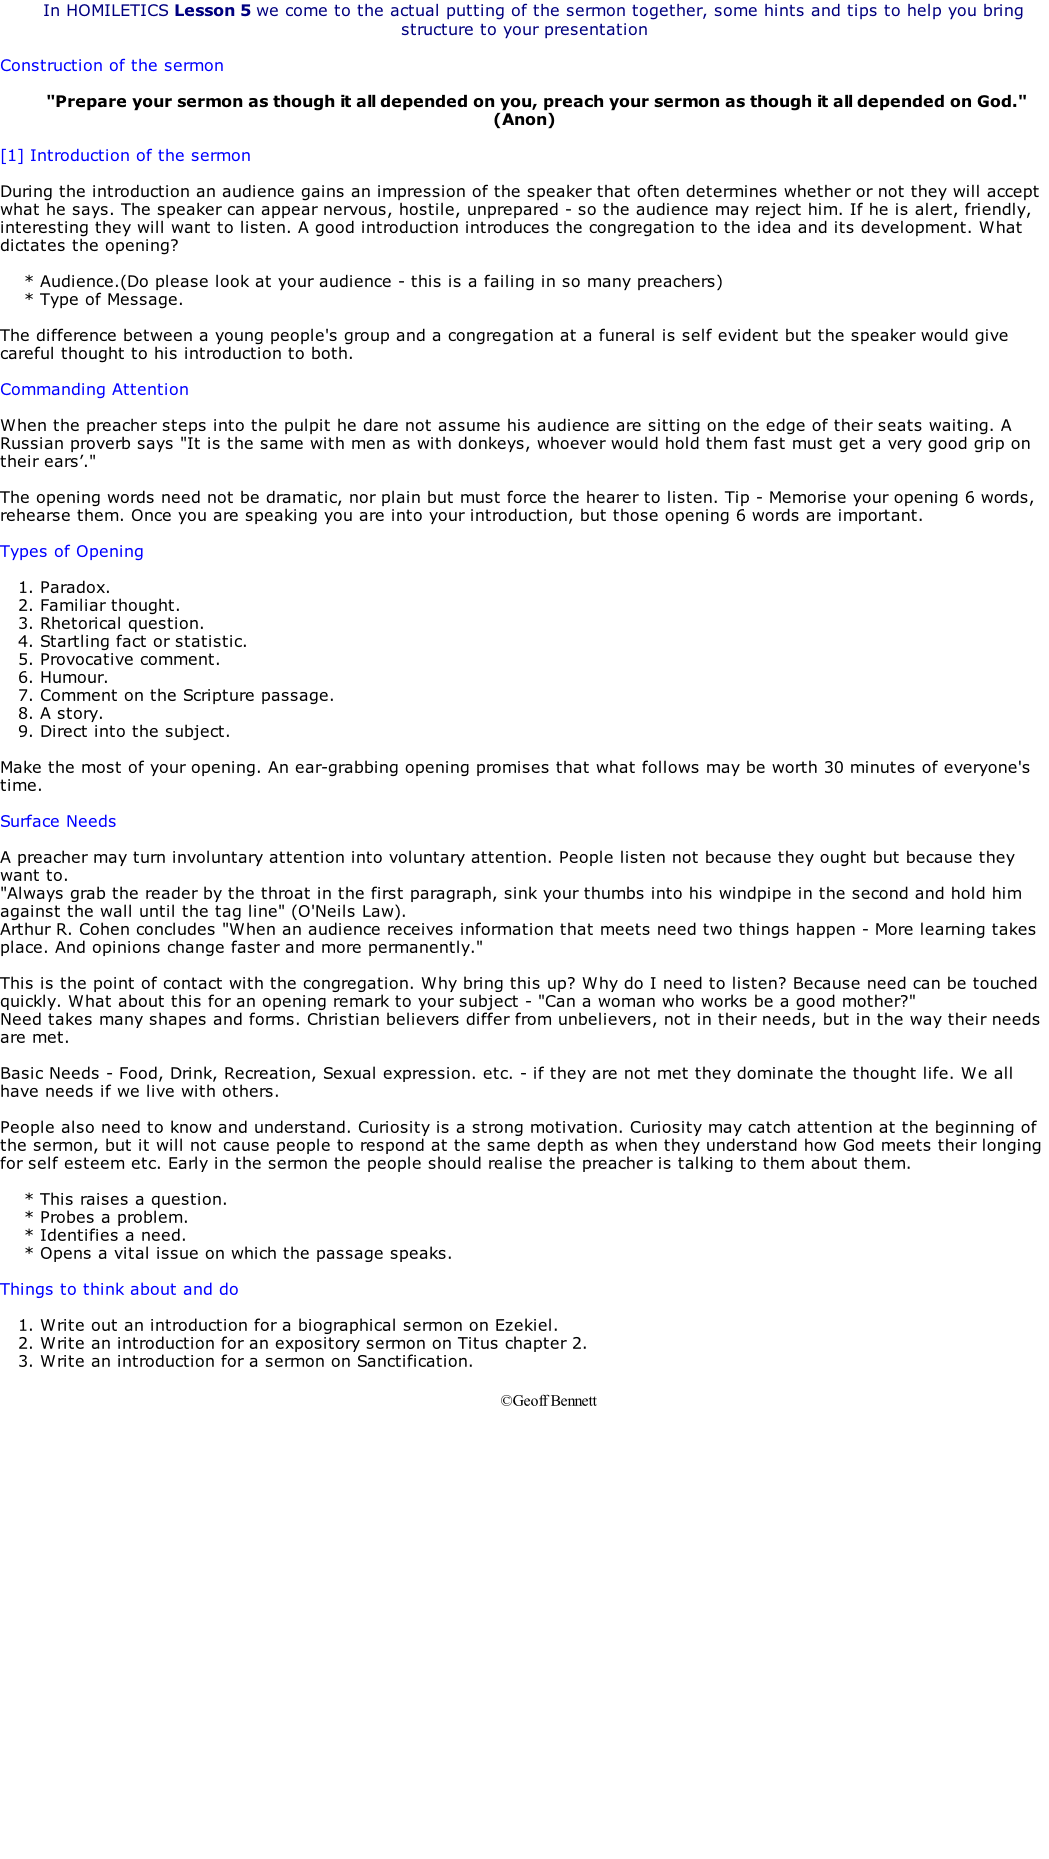 In HOMILETICS Lesson 5 we come to the actual putting of the sermon together, some hints and tips to help you bring
structure to your presentation
Construction of the sermon
"Prepare your sermon as though it all depended on you, preach your sermon as though it all depended on God."
(Anon)
[1] Introduction of the sermon
During the introduction an audience gains an impression of the speaker that often determines whether or not they will accept
what he says. The speaker can appear nervous, hostile, unprepared - so the audience may reject him. If he is alert, friendly,
interesting they will want to listen. A good introduction introduces the congregation to the idea and its development. What
dictates the opening?
* Audience.(Do please look at your audience - this is a failing in so many preachers)
* Type of Message.
The difference between a young people's group and a congregation at a funeral is self evident but the speaker would give
careful thought to his introduction to both.
Commanding Attention
When the preacher steps into the pulpit he dare not assume his audience are sitting on the edge of their seats waiting. A
Russian proverb says "It is the same with men as with donkeys, whoever would hold them fast must get a very good grip on
their ears’."
The opening words need not be dramatic, nor plain but must force the hearer to listen. Tip - Memorise your opening 6 words,
rehearse them. Once you are speaking you are into your introduction, but those opening 6 words are important.
Types of Opening
1. Paradox.
2. Familiar thought.
3. Rhetorical question.
4. Startling fact or statistic.
5. Provocative comment.
6. Humour.
7. Comment on the Scripture passage.
8. A story.
9. Direct into the subject.
Make the most of your opening. An ear-grabbing opening promises that what follows may be worth 30 minutes of everyone's
time.
Surface Needs
A preacher may turn involuntary attention into voluntary attention. People listen not because they ought but because they
want to.
"Always grab the reader by the throat in the first paragraph, sink your thumbs into his windpipe in the second and hold him
against the wall until the tag line" (O'Neils Law).
Arthur R. Cohen concludes "When an audience receives information that meets need two things happen - More learning takes
place. And opinions change faster and more permanently."
This is the point of contact with the congregation. Why bring this up? Why do I need to listen? Because need can be touched
quickly. What about this for an opening remark to your subject - "Can a woman who works be a good mother?"
Need takes many shapes and forms. Christian believers differ from unbelievers, not in their needs, but in the way their needs
are met.
Basic Needs - Food, Drink, Recreation, Sexual expression. etc. - if they are not met they dominate the thought life. We all
have needs if we live with others.
People also need to know and understand. Curiosity is a strong motivation. Curiosity may catch attention at the beginning of
the sermon, but it will not cause people to respond at the same depth as when they understand how God meets their longing
for self esteem etc. Early in the sermon the people should realise the preacher is talking to them about them.
* This raises a question.
* Probes a problem.
* Identifies a need.
* Opens a vital issue on which the passage speaks.
Things to think about and do
1. Write out an introduction for a biographical sermon on Ezekiel.
2. Write an introduction for an expository sermon on Titus chapter 2.
3. Write an introduction for a sermon on Sanctification.
©Geoff Bennett